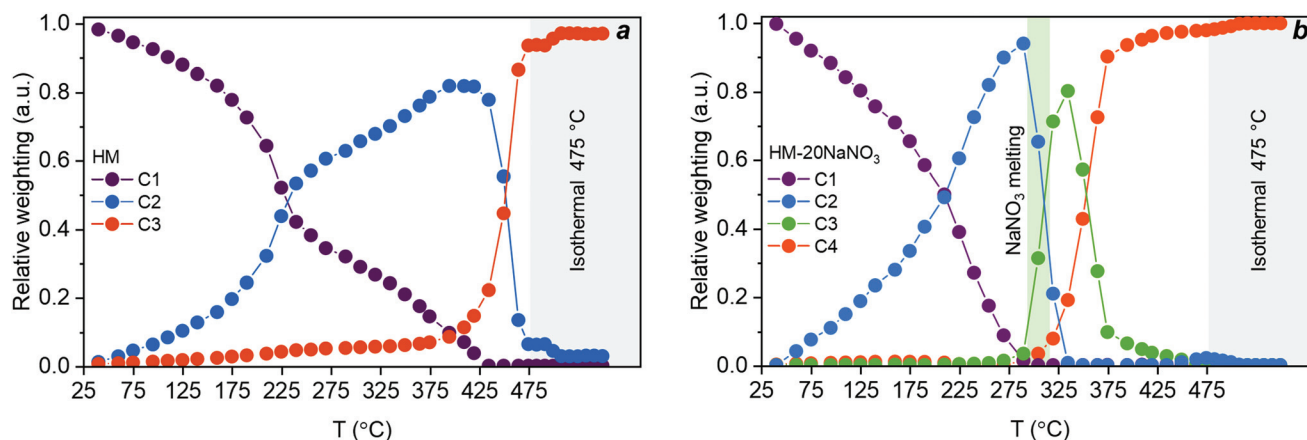 a
1.0
0.8
0.6
0.4
0.2
0.0
Relative weighting (a.u.)
HM
C1
C2
C3
Isothermal 475 °C
25 75 125 175 225 275 325 375 425 475
T (°C)
b
1.0
0.8
0.6
0.4
0.2
0.0
Relative weighting (a.u.)
HM-20NaNO₃
C1
C2
C3
C4
NaNO₃ melting
Isothermal 475 °C
25 75 125 175 225 275 325 375 425 475
T (°C)